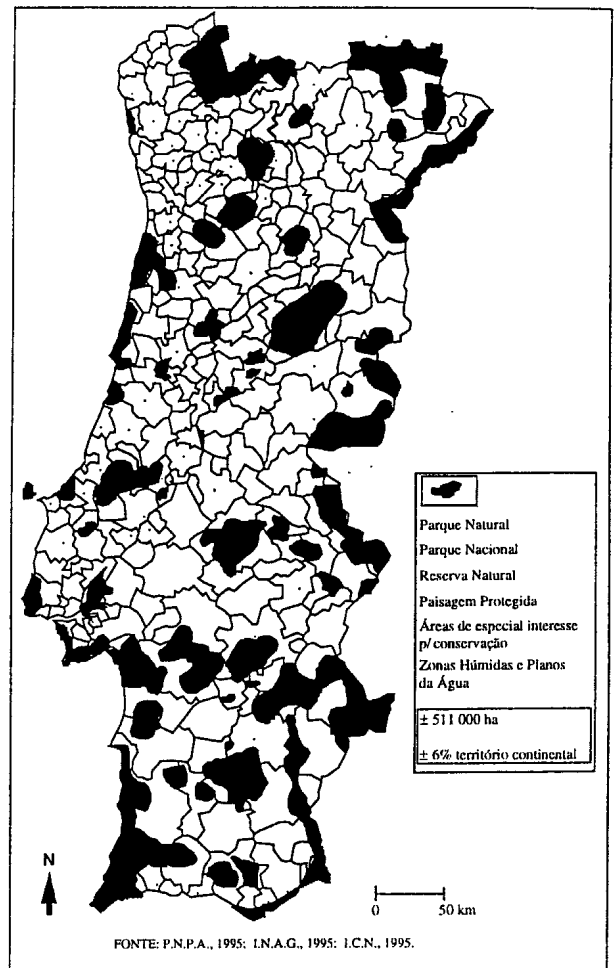 Parque Natural
Parque Nacional
Reserva Natural
Paisagem Protegida
Áreas de especial interesse
p/ conservação
Zonas Húmidas e Planos
da Água
± 511 000 ha
± 6% território continental
N
0 50 km
FONTE: P.N.P.A., 1995; I.N.A.G., 1995; I.C.N., 1995.